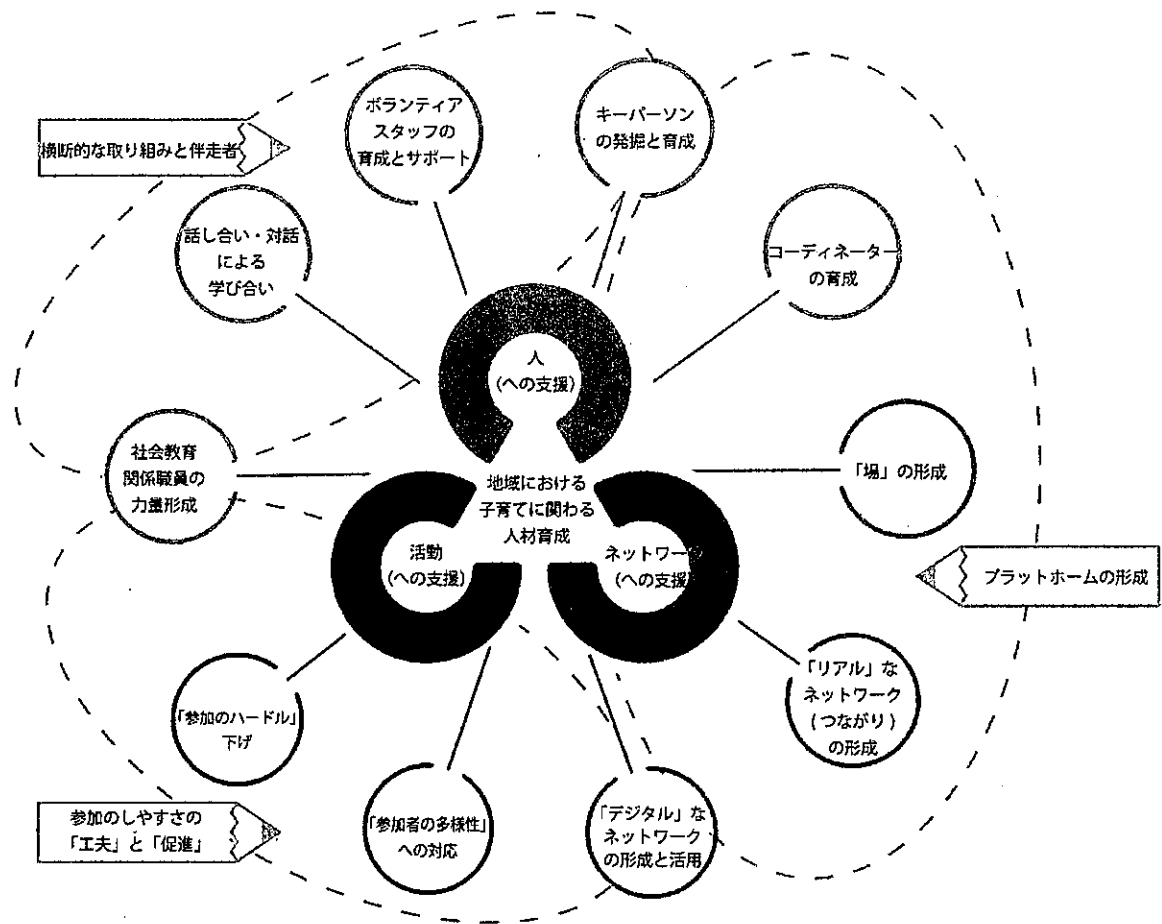 横断的な取り組みと伴走者
ボランティア
スタッフの
育成とサポート
キーパーソン
の発掘と育成
話し合い・対話
による
学び合い
コーディネーター
の育成
人
(への支援)
社会教育
関係職員の
力量形成
地域における
子育てに関わる
人材育成
「場」の形成
活動
(への支援)
ネットワーク
(への支援)
プラットホームの形成
「参加のハードル」
下げ
「リアル」な
ネットワーク
(つながり)
の形成
参加のしやすさの
「工夫」と「促進」
「参加者の多様性」
への対応
「デジタル」な
ネットワーク
の形成と活用